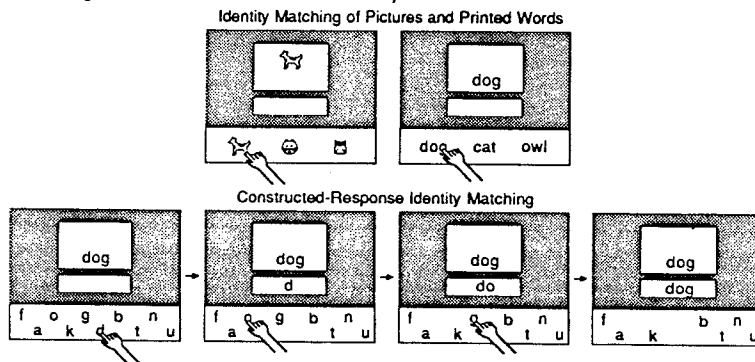 Identity Matching of Pictures and Printed Words
dog
dog cat owl
Constructed-Response Identity Matching
dog
f o g b n
a k d t u
dog
d
f o g b n
a t u
dog
do
f b n
a k t u
dog
dog
f b n
a k t u